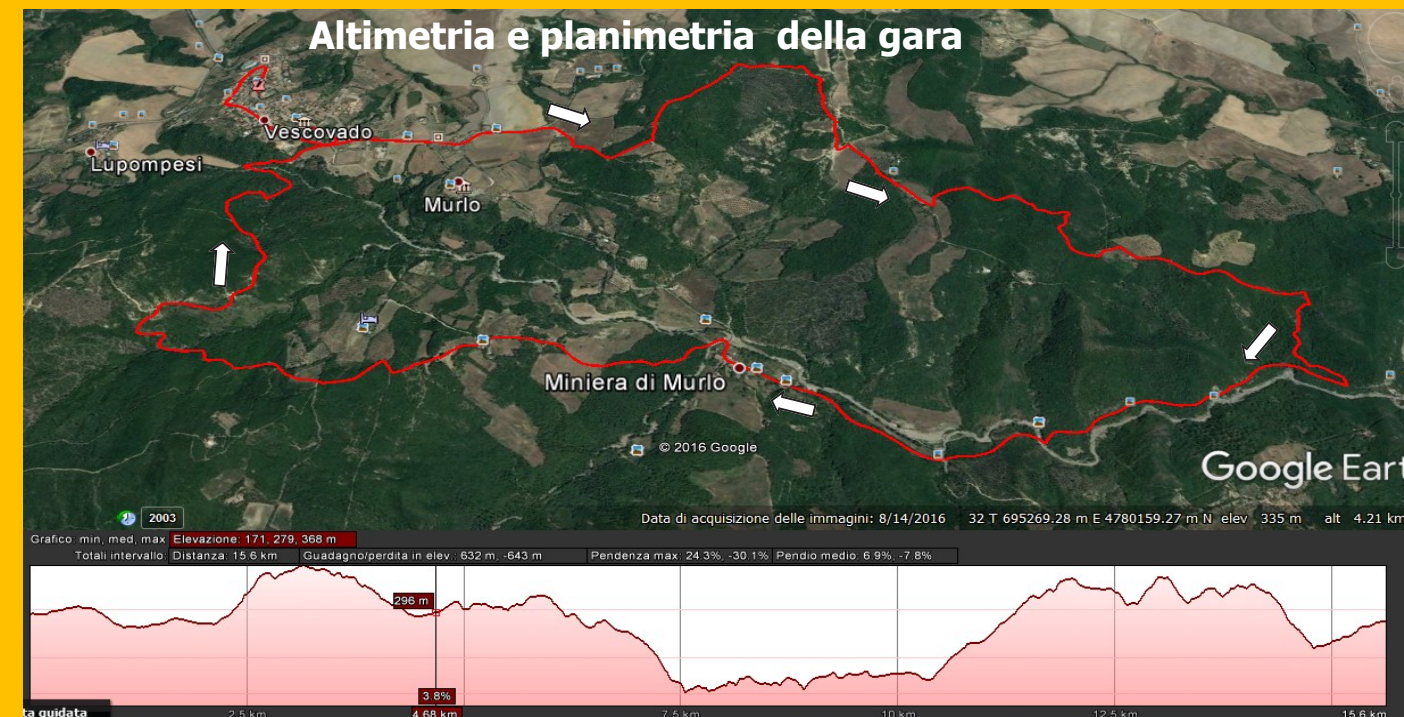 Altimetria e planimetria della gara
Vescovado
Lupompesi
Murlo
Miniera di Murlo
© 2016 Google
Google Eart
2003
Data di acquisizione delle immagini: 8/14/2016 32 T 695269.28 m E 4780159.27 m N elev 335 m alt 4.21 km
Grafico: min, med, max Elevazione: 171, 279, 368 m
Totali intervallo: Distanza: 15.6 km Guadagno/perdita in elev.: 632 m, -643 m Pendenza max: 24.3%, -30.1% Pendio medio: 6.9%, -7.8%
296 m
3.8%
ta guidata 2.5 km 4.68 km 7.5 km 10 km 12.5 km 15.6 km